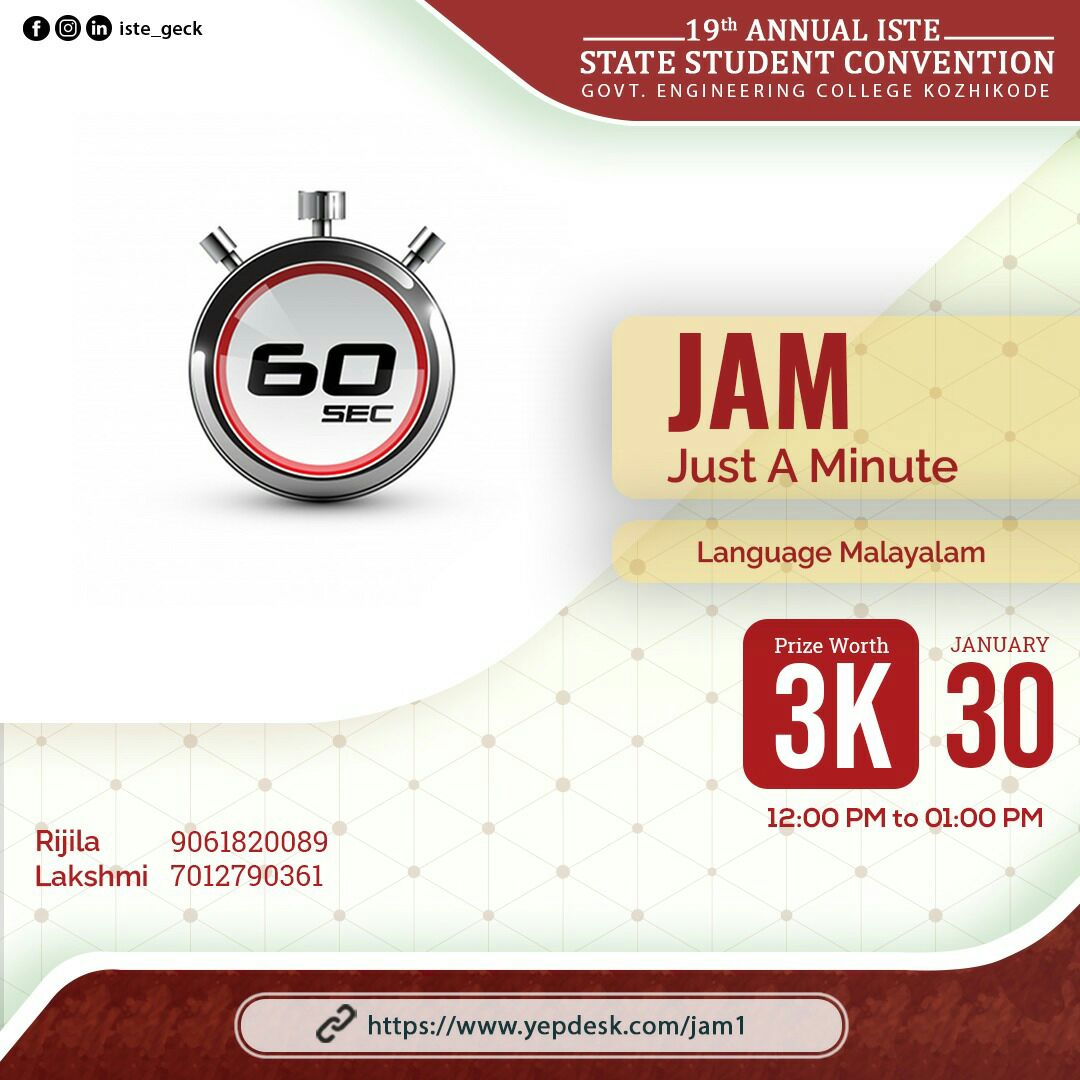 iste_geck
19th ANNUAL ISTE
STATE STUDENT CONVENTION
GOVT. ENGINEERING COLLEGE KOZHIKODE
60
SEC
JAM
Just A Minute
Language Malayalam
Prize Worth
3K
JANUARY
30
12:00 PM to 01:00 PM
Rijila 9061820089
Lakshmi 7012790361
https://www.yepdesk.com/jam1